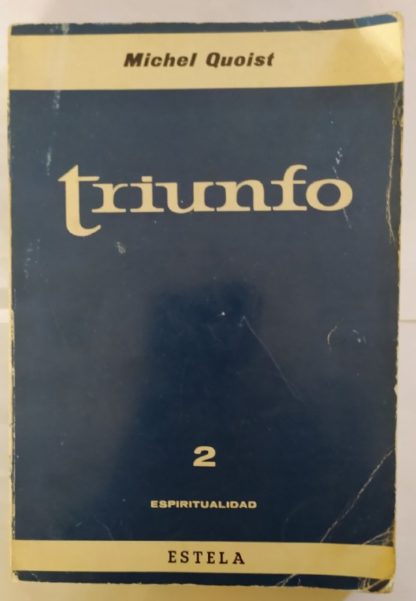 Michel Quoist
triunfo
2
ESPIRITUALIDAD
ESTELA